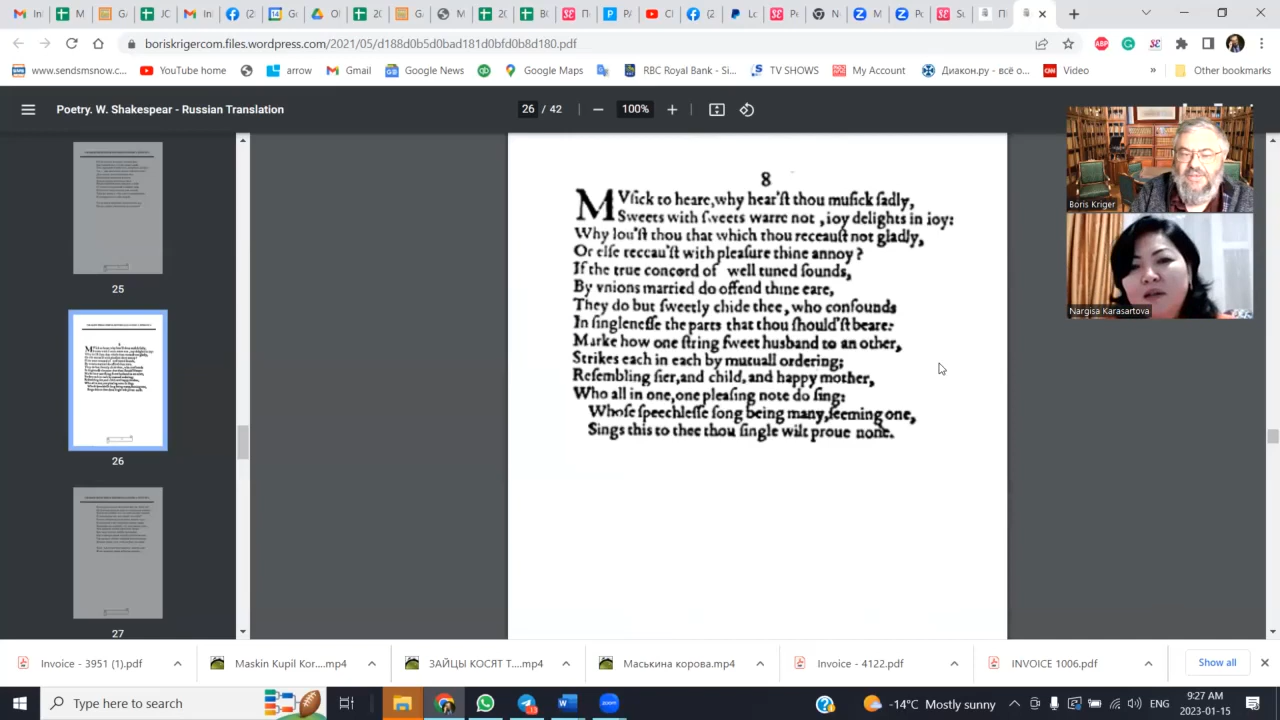 boriskrigercom.files.wordpress.com/2021/05/d188d0b5d0bad181d0bfd0b8d180.pdf
www.sendsmsnow.c...
YouTube home
arrow
Gmail
Google News
Google Maps
RBC Royal Bank - Si...
TV SHOWS
My Account
Диакон.ру - всё о...
Video
»
Other bookmarks
Poetry. W. Shakespear - Russian Translation
26 / 42
100%
25
26
27
8
MVſick to heare,why hear'ſt thou muſick ſadly,
Sweets with ſweets warre not ,ioy delights in ioy:
Why lou'ſt thou that which thou receauſt not gladly,
Or elſe receau'ſt with pleaſure thine annoy?
If the true concord of well tuned ſounds,
By vnions married do offend thine eare,
They do but ſweetly chide thee, who confounds
In ſingleneſſe the parts that thou ſhould'ſt beare:
Marke how one ſtring ſweet husband to an other,
Strikes each in each by mutuall ordering;
Reſembling ſier,and child,and happy mother,
Who all in one,one pleaſing note do ſing:
Whoſe ſpeechleſſe ſong being many,ſeeming one,
Sings this to thee thou ſingle wilt proue none.
Boris Kriger
Nargisa Karasartova
Invoice - 3951 (1).pdf
Maskin Kupil Kor....mp4
ЗАЙЦЫ КОСЯТ Т....mp4
Маськина корова.mp4
Invoice - 4122.pdf
INVOICE 1006.pdf
Show all
Type here to search
-14°C Mostly sunny
ENG
9:27 AM
2023-01-15